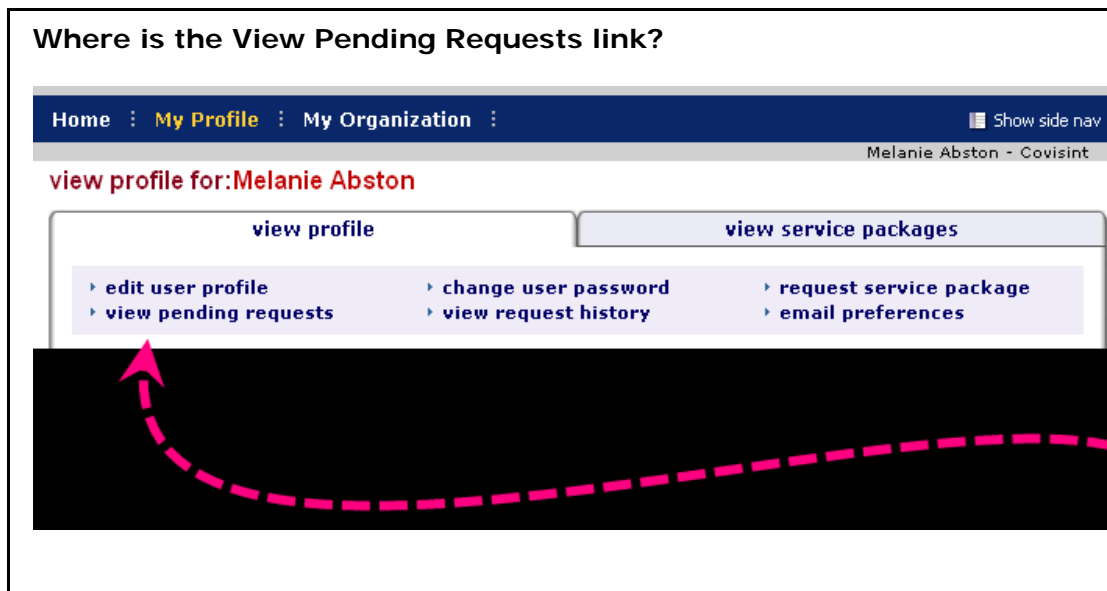 Where is the View Pending Requests link?
Home ⋮ My Profile ⋮ My Organization ⋮ Show side nav
Melanie Abston - Covisint
view profile for:Melanie Abston
view profile view service packages
edit user profile change user password request service package
view pending requests view request history email preferences